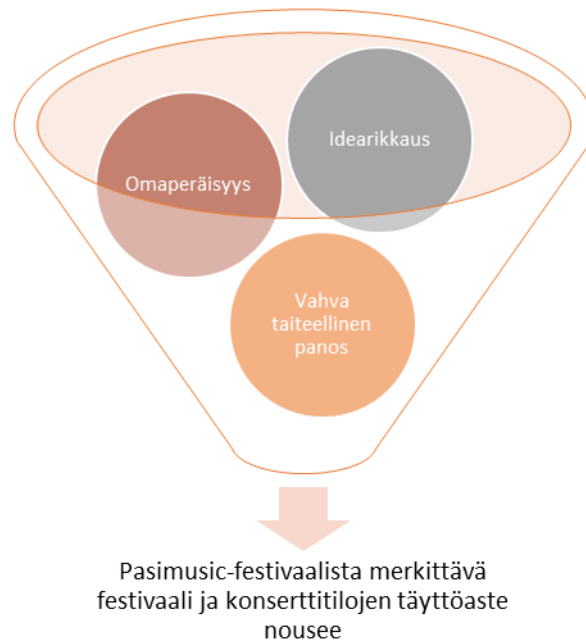 Idearikkaus
Omaperäisyys
Vahva
taiteellinen
panos
Pasimusic-festivaalista merkittävä
festivaali ja konserttitilojen täyttöaste
nousee